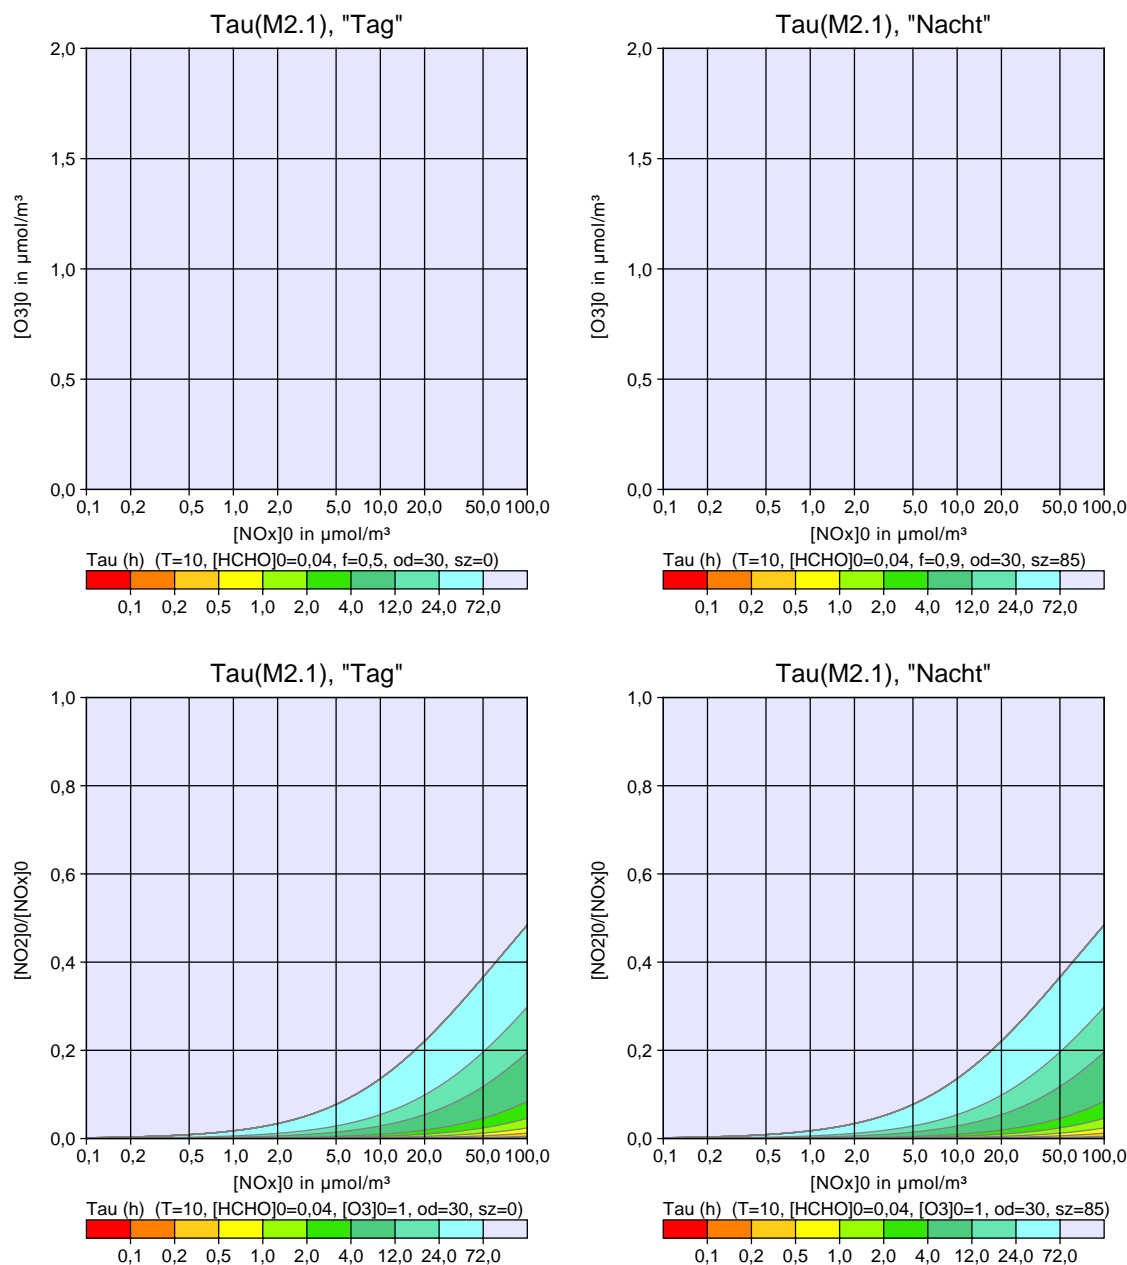 Tau(M2.1), "Tag"
2,0
1,5
1,0
0,5
0,0
[O3]0 in µmol/m³
0,1 0,2 0,5 1,0 2,0 5,0 10,0 20,0 50,0 100,0
[NOx]0 in µmol/m³
Tau (h) (T=10, [HCHO]0=0,04, f=0,5, od=30, sz=0)
0,1 0,2 0,5 1,0 2,0 4,0 12,0 24,0 72,0
Tau(M2.1), "Nacht"
2,0
1,5
1,0
0,5
0,0
[O3]0 in µmol/m³
0,1 0,2 0,5 1,0 2,0 5,0 10,0 20,0 50,0 100,0
[NOx]0 in µmol/m³
Tau (h) (T=10, [HCHO]0=0,04, f=0,9, od=30, sz=85)
0,1 0,2 0,5 1,0 2,0 4,0 12,0 24,0 72,0
Tau(M2.1), "Tag"
1,0
0,8
0,6
0,4
0,2
0,0
[NO2]0/[NOx]0
0,1 0,2 0,5 1,0 2,0 5,0 10,0 20,0 50,0 100,0
[NOx]0 in µmol/m³
Tau (h) (T=10, [HCHO]0=0,04, [O3]0=1, od=30, sz=0)
0,1 0,2 0,5 1,0 2,0 4,0 12,0 24,0 72,0
Tau(M2.1), "Nacht"
1,0
0,8
0,6
0,4
0,2
0,0
[NO2]0/[NOx]0
0,1 0,2 0,5 1,0 2,0 5,0 10,0 20,0 50,0 100,0
[NOx]0 in µmol/m³
Tau (h) (T=10, [HCHO]0=0,04, [O3]0=1, od=30, sz=85)
0,1 0,2 0,5 1,0 2,0 4,0 12,0 24,0 72,0